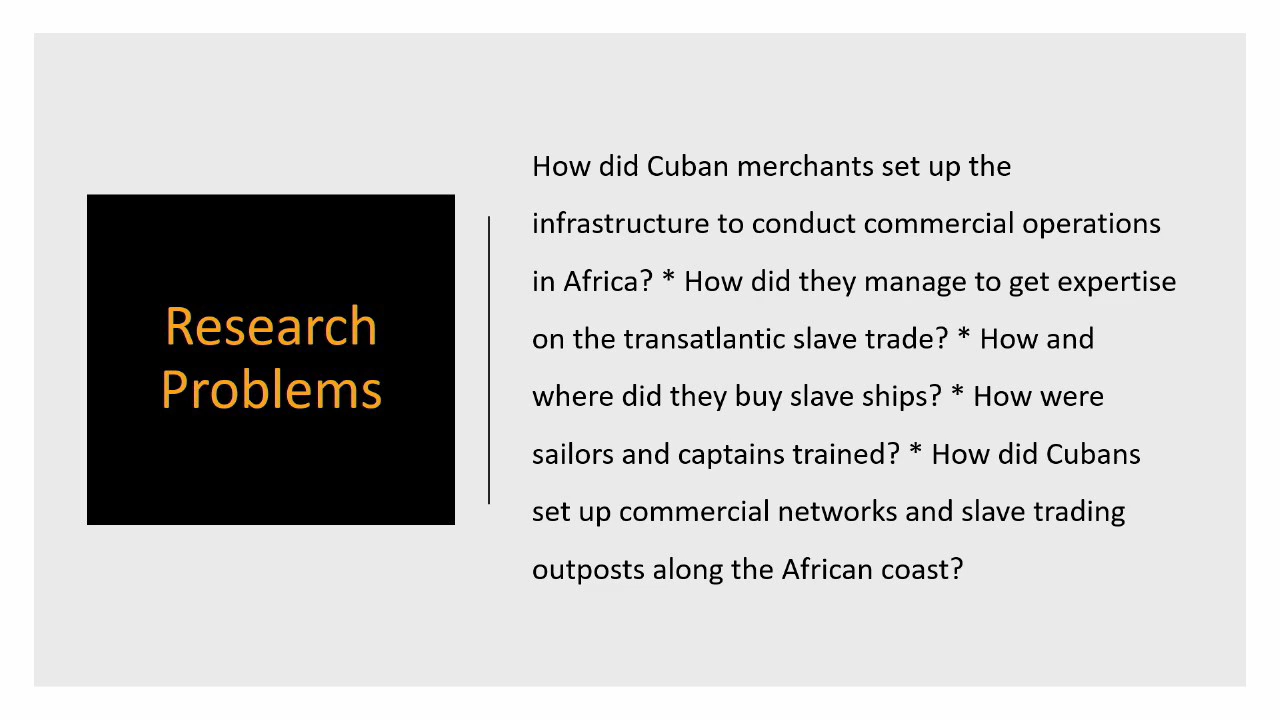 Research
Problems
How did Cuban merchants set up the
infrastructure to conduct commercial operations
in Africa? * How did they manage to get expertise
on the transatlantic slave trade? * How and
where did they buy slave ships? * How were
sailors and captains trained? * How did Cubans
set up commercial networks and slave trading
outposts along the African coast?